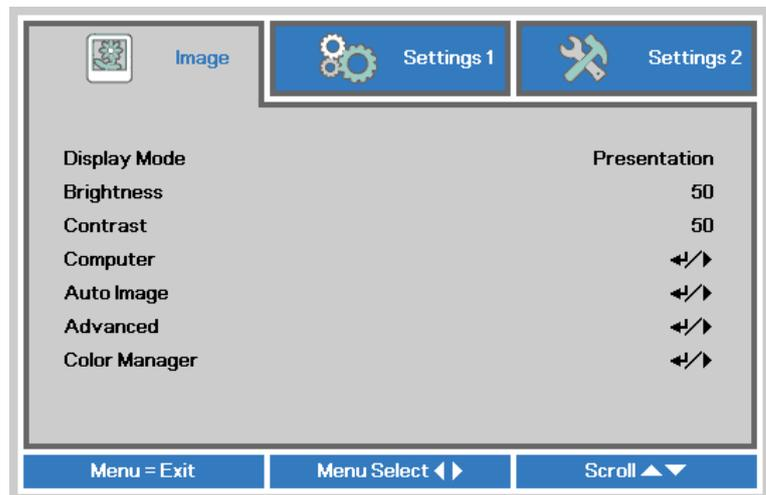 Image
Settings 1
Settings 2
Display Mode Presentation
Brightness 50
Contrast 50
Computer ↵/▶
Auto Image ↵/▶
Advanced ↵/▶
Color Manager ↵/▶
Menu = Exit
Menu Select ◀ ▶
Scroll ▲▼